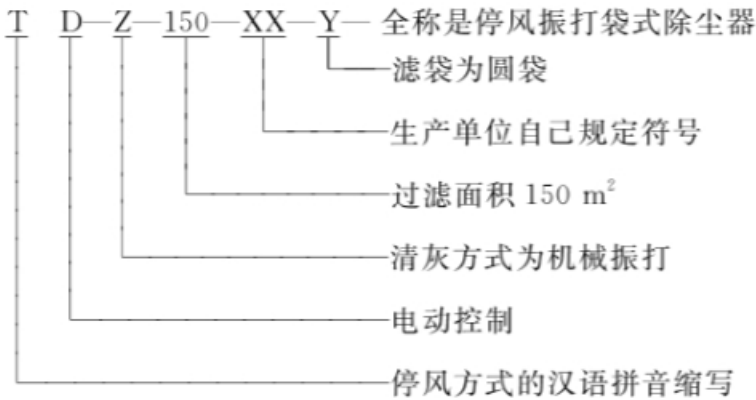 T D—Z—150—XX—Y— 全称是停风振打袋式除尘器
滤袋为圆袋
生产单位自己规定符号
过滤面积 150 m²
清灰方式为机械振打
电动控制
停风方式的汉语拼音缩写